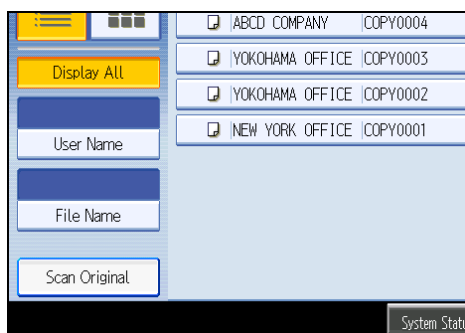 ABCD COMPANY COPY0004
YOKOHAMA OFFICE COPY0003
Display All
YOKOHAMA OFFICE COPY0002
NEW YORK OFFICE COPY0001
User Name
File Name
Scan Original
System Statu